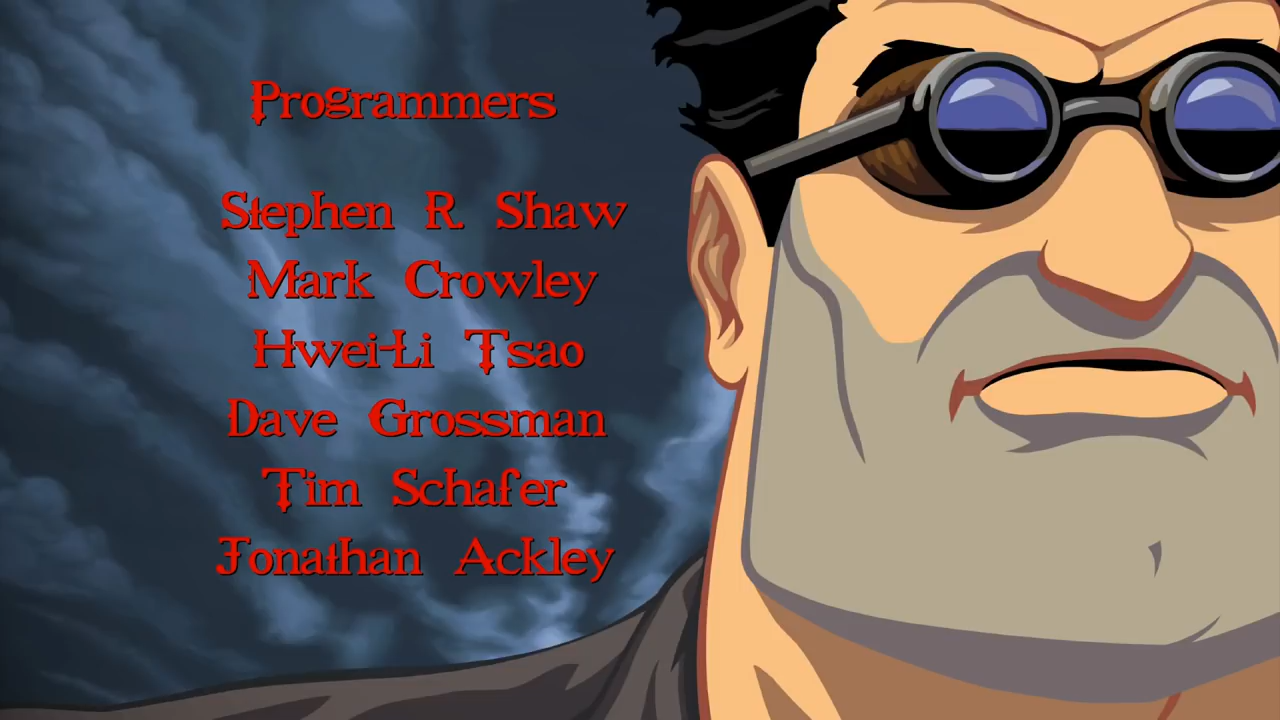 Programmers
Stephen R. Shaw
Mark Crowley
Hwei-Li Tsao
Dave Grossman
Tim Schafer
Jonathan Ackley